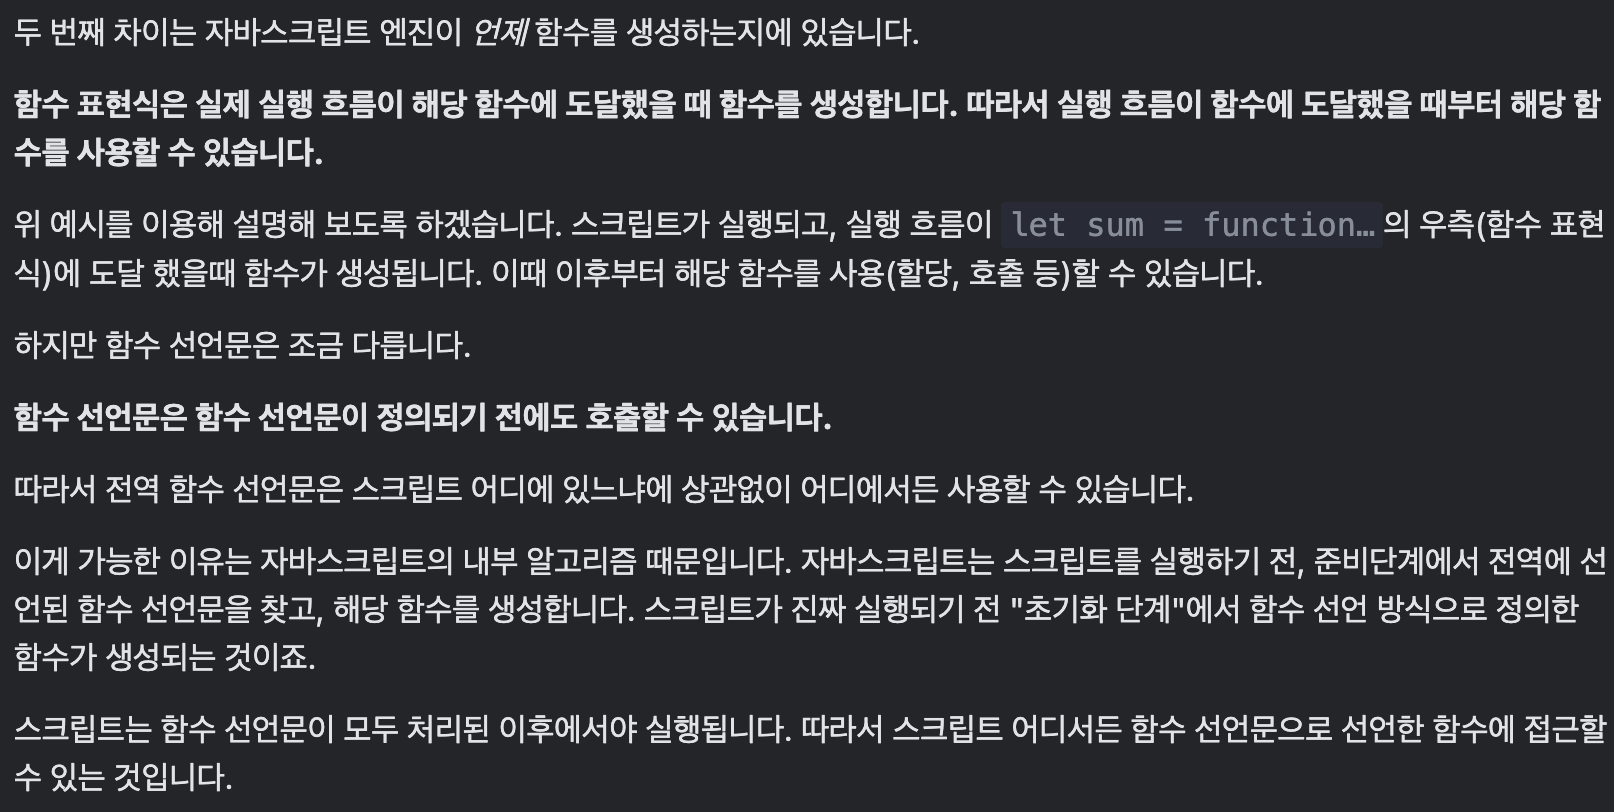 두 번째 차이는 자바스크립트 엔진이 언제 함수를 생성하는지에 있습니다.
함수 표현식은 실제 실행 흐름이 해당 함수에 도달했을 때 함수를 생성합니다. 따라서 실행 흐름이 함수에 도달했을 때부터 해당 함
수를 사용할 수 있습니다.
위 예시를 이용해 설명해 보도록 하겠습니다. 스크립트가 실행되고, 실행 흐름이 let sum = function…의 우측(함수 표현
식)에 도달 했을때 함수가 생성됩니다. 이때 이후부터 해당 함수를 사용(할당, 호출 등)할 수 있습니다.
하지만 함수 선언문은 조금 다릅니다.
함수 선언문은 함수 선언문이 정의되기 전에도 호출할 수 있습니다.
따라서 전역 함수 선언문은 스크립트 어디에 있느냐에 상관없이 어디에서든 사용할 수 있습니다.
이게 가능한 이유는 자바스크립트의 내부 알고리즘 때문입니다. 자바스크립트는 스크립트를 실행하기 전, 준비단계에서 전역에 선
언된 함수 선언문을 찾고, 해당 함수를 생성합니다. 스크립트가 진짜 실행되기 전 "초기화 단계"에서 함수 선언 방식으로 정의한
함수가 생성되는 것이죠.
스크립트는 함수 선언문이 모두 처리된 이후에서야 실행됩니다. 따라서 스크립트 어디서든 함수 선언문으로 선언한 함수에 접근할
수 있는 것입니다.